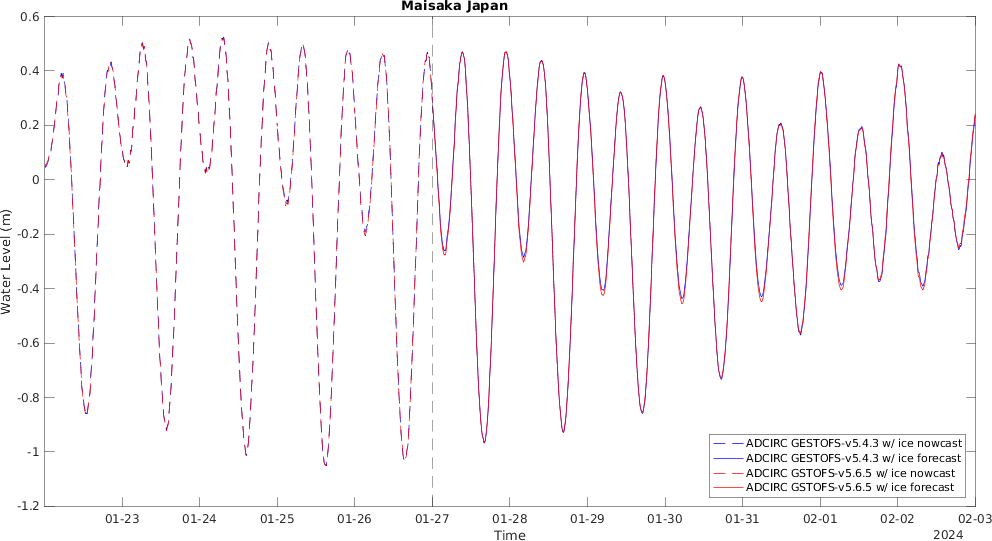 Maisaka Japan
0.6
0.4
0.2
0
-0.2
-0.4
-0.6
-0.8
-1
-1.2
Water Level (m)
ADCIRC GESTOFS-v5.4.3 w/ ice nowcast
ADCIRC GESTOFS-v5.4.3 w/ ice forecast
ADCIRC GSTOFS-v5.6.5 w/ ice nowcast
ADCIRC GSTOFS-v5.6.5 w/ ice forecast
01-23 01-24 01-25 01-26 01-27 01-28 01-29 01-30 01-31 02-01 02-02 02-03
Time
2024